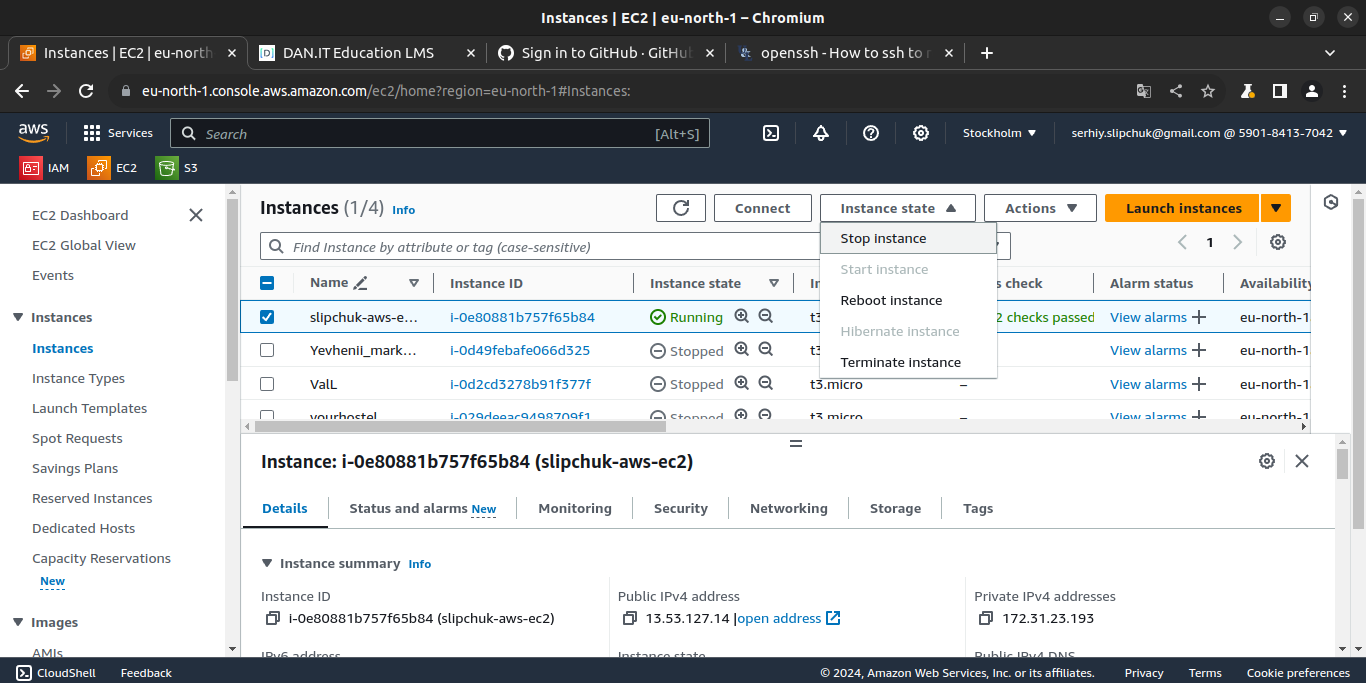 Instances | EC2 | eu-north-1 – Chromium
Instances | EC2 | eu-north
DAN.IT Education LMS
Sign in to GitHub · GitHub
openssh - How to ssh to
eu-north-1.console.aws.amazon.com/ec2/home?region=eu-north-1#Instances:
aws
Services
Search
[Alt+S]
Stockholm
serhiy.slipchuk@gmail.com @ 5901-8413-7042
IAM
EC2
S3
EC2 Dashboard
EC2 Global View
Events
Instances
Instances
Instance Types
Launch Templates
Spot Requests
Savings Plans
Reserved Instances
Dedicated Hosts
Capacity Reservations
New
Images
AMIs
Instances (1/4) Info
Connect
Instance state
Actions
Launch instances
Find Instance by attribute or tag (case-sensitive)
1
Stop instance
Start instance
Reboot instance
Hibernate instance
Terminate instance
Name
Instance ID
Instance state
s check
Alarm status
Availability
slipchuk-aws-e... i-0e80881b757f65b84 Running t3. 2 checks passed View alarms eu-north-1
Yevhenii_mark... i-0d49febafe066d325 Stopped t3. View alarms eu-north-1
ValL i-0d2cd3278b91f377f Stopped t3.micro – View alarms eu-north-1
yourhostel i-029deeac9498709f1 Stopped t3.micro – View alarms eu-north-1
Instance: i-0e80881b757f65b84 (slipchuk-aws-ec2)
Details
Status and alarms New
Monitoring
Security
Networking
Storage
Tags
Instance summary Info
Instance ID
i-0e80881b757f65b84 (slipchuk-aws-ec2)
Public IPv4 address
13.53.127.14 |open address
Private IPv4 addresses
172.31.23.193
IPv6 address
Instance state
Public IPv4 DNS
CloudShell
Feedback
© 2024, Amazon Web Services, Inc. or its affiliates.
Privacy
Terms
Cookie preferences